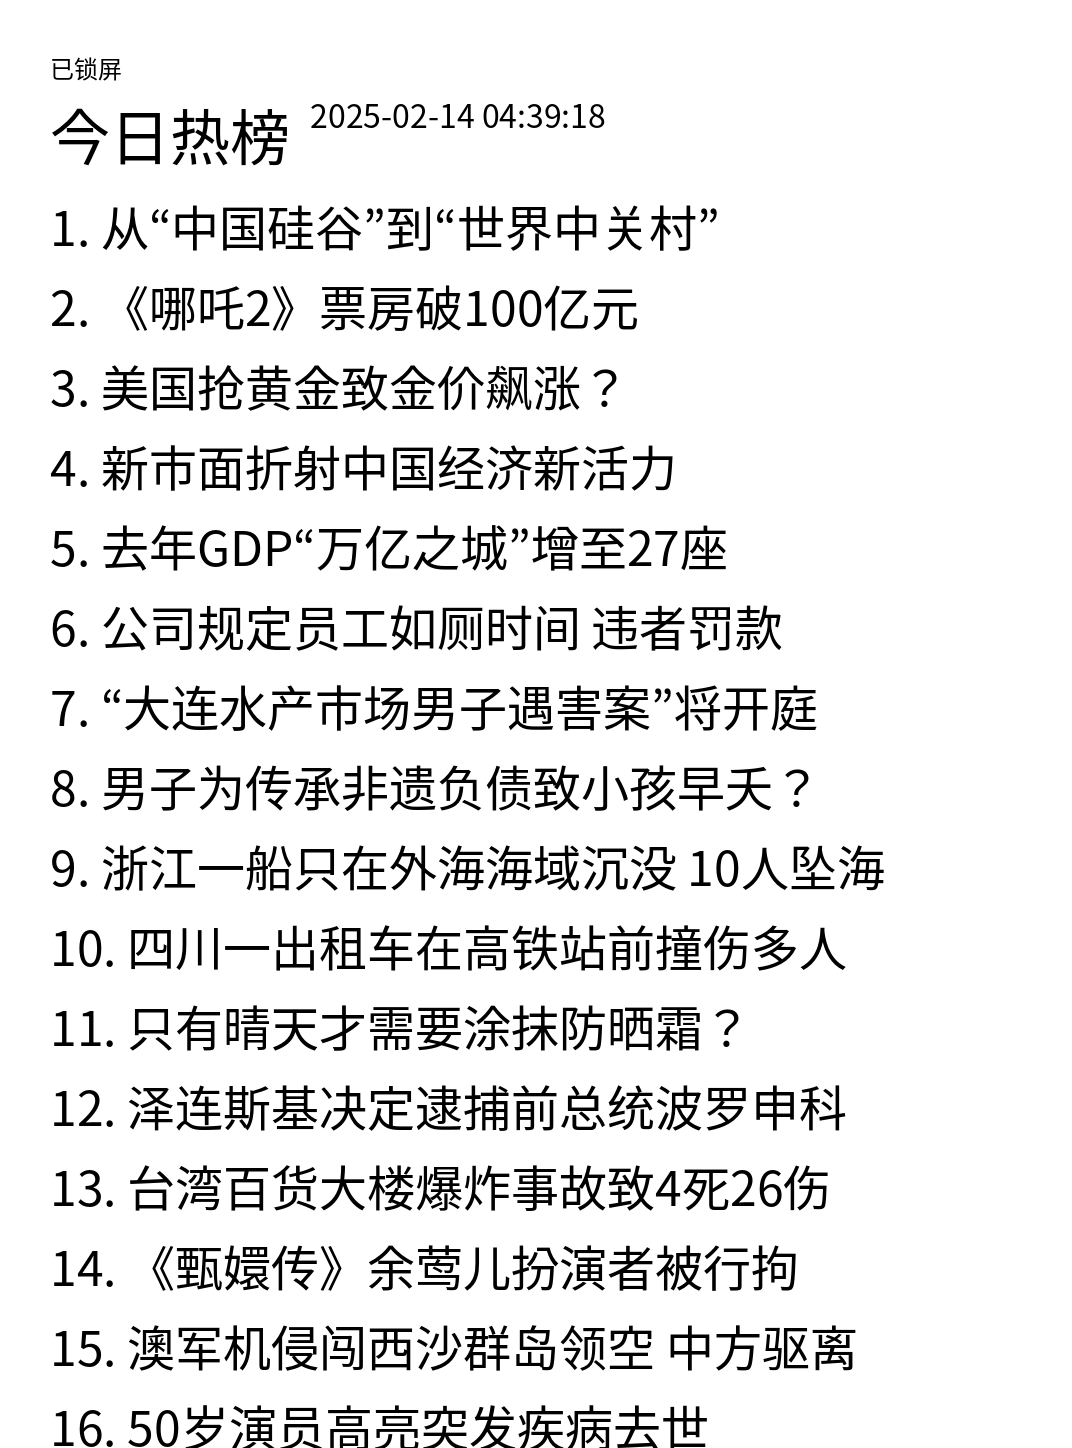 已锁屏
今日热榜 2025-02-14 04:39:18
1. 从“中国硅谷”到“世界中关村”
2. 《哪吒2》票房破100亿元
3. 美国抢黄金致金价飙涨？
4. 新市面折射中国经济新活力
5. 去年GDP“万亿之城”增至27座
6. 公司规定员工如厕时间 违者罚款
7. “大连水产市场男子遇害案”将开庭
8. 男子为传承非遗负债致小孩早夭？
9. 浙江一船只在外海海域沉没 10人坠海
10. 四川一出租车在高铁站前撞伤多人
11. 只有晴天才需要涂抹防晒霜？
12. 泽连斯基决定逮捕前总统波罗申科
13. 台湾百货大楼爆炸事故致4死26伤
14. 《甄嬛传》余莺儿扮演者被行拘
15. 澳军机侵闯西沙群岛领空 中方驱离
16. 50岁演员高亮突发疾病去世